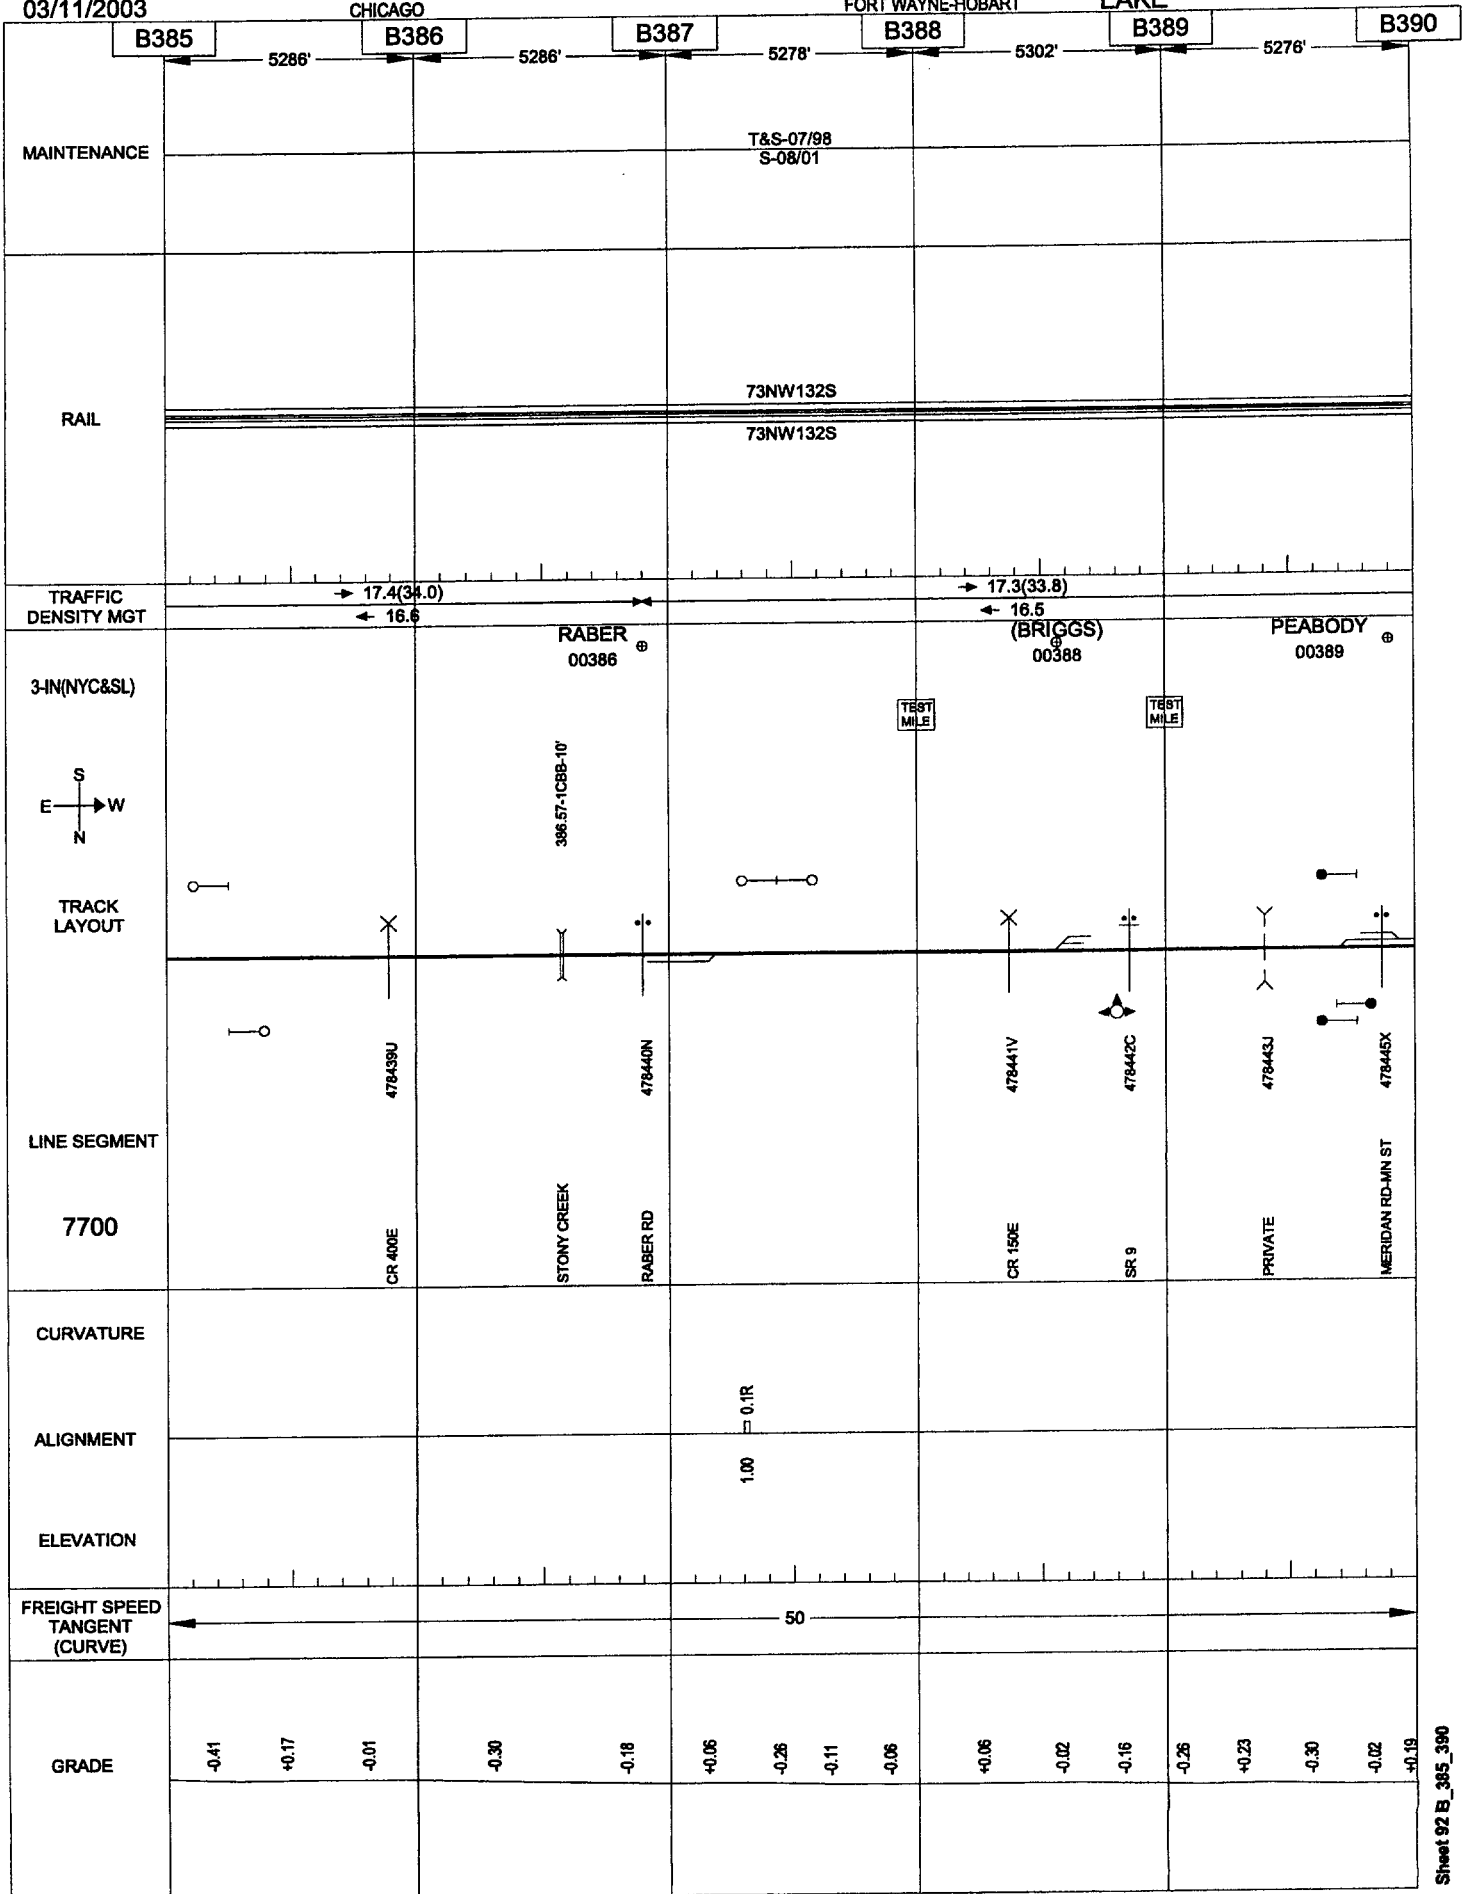 03/11/2003
CHICAGO
FORT WAYNE-HOBART
LAKE
B385
B386
B387
B388
B389
B390
5286'
5286'
5278'
5302'
5276'
MAINTENANCE
T&S-07/98
S-08/01
RAIL
73NW132S
73NW132S
TRAFFIC
DENSITY MGT
17.4(34.0)
16.6
17.3(33.8)
16.5
3-IN(NYC&SL)
RABER
00386
(BRIGGS)
00388
PEABODY
00389
TEST
MILE
TEST
MILE
S
E W
N
386.57-1CBB-10'
TRACK
LAYOUT
478439U
478440N
478441V
478442C
478443J
478445X
LINE SEGMENT
7700
CR 400E
STONY CREEK
RABER RD
CR 150E
SR 9
PRIVATE
MERIDAN RD-MN ST
CURVATURE
0.1R
ALIGNMENT
1.00
ELEVATION
FREIGHT SPEED
TANGENT
(CURVE)
50
GRADE
-0.41
+0.17
-0.01
-0.30
-0.18
+0.06
-0.26
-0.11
-0.06
+0.06
-0.02
-0.16
-0.26
+0.23
-0.30
-0.02
+0.19
Sheet 92 B_385_390